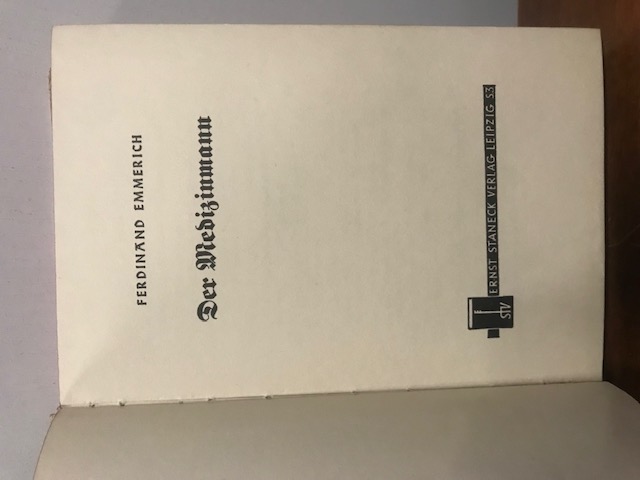 FERDINAND EMMERICH
Der Medizinmann
STV
ERNST STANECK VERLAG LEIPZIG S3